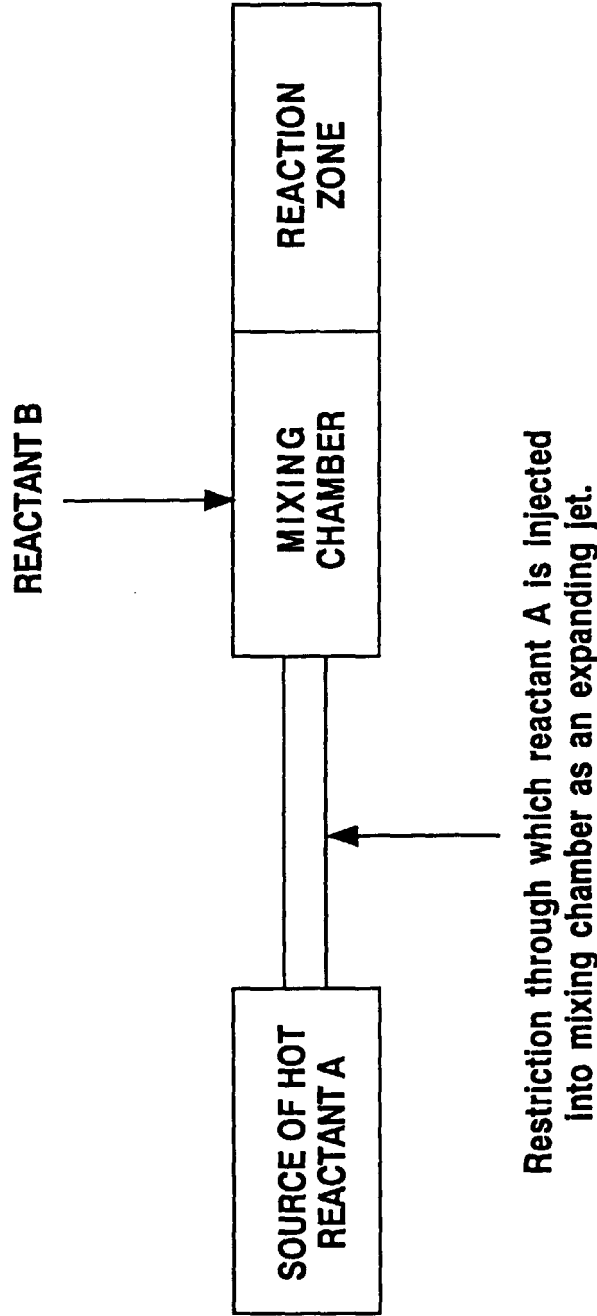 REACTANT B
SOURCE OF HOT
REACTANT A
MIXING
CHAMBER
REACTION
ZONE
Restriction through which reactant A is injected
into mixing chamber as an expanding jet.